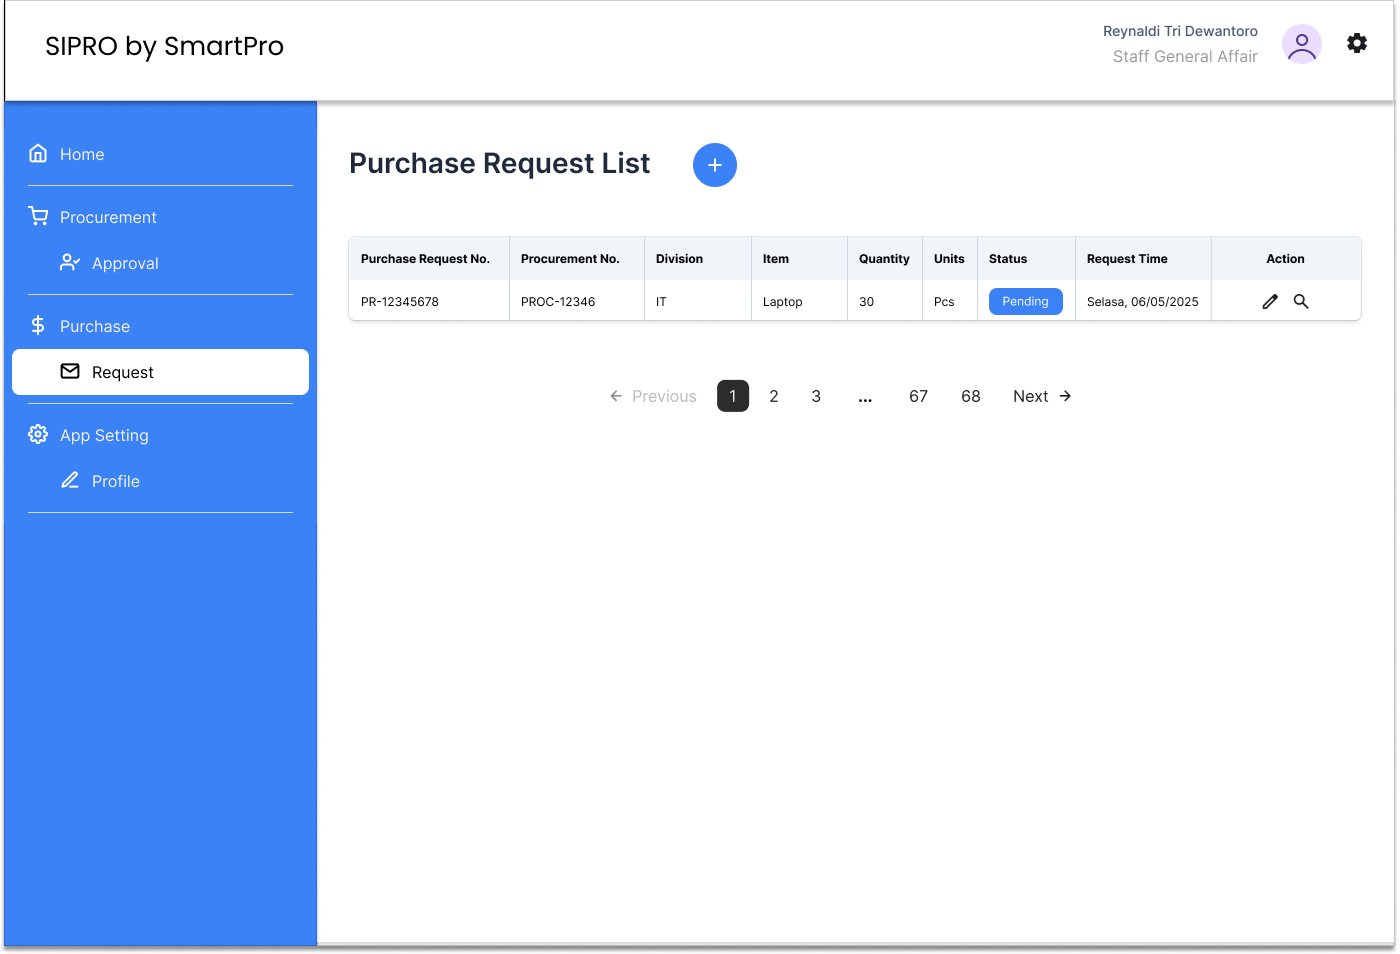 SIPRO by SmartPro
Reynaldi Tri Dewantoro
Staff General Affair
Home
Procurement
Approval
Purchase
Request
App Setting
Profile
Purchase Request List
+
Purchase Request No. Procurement No. Division Item Quantity Units Status Request Time Action
PR-12345678 PROC-12346 IT Laptop 30 Pcs Pending Selasa, 06/05/2025
← Previous 1 2 3 ... 67 68 Next →